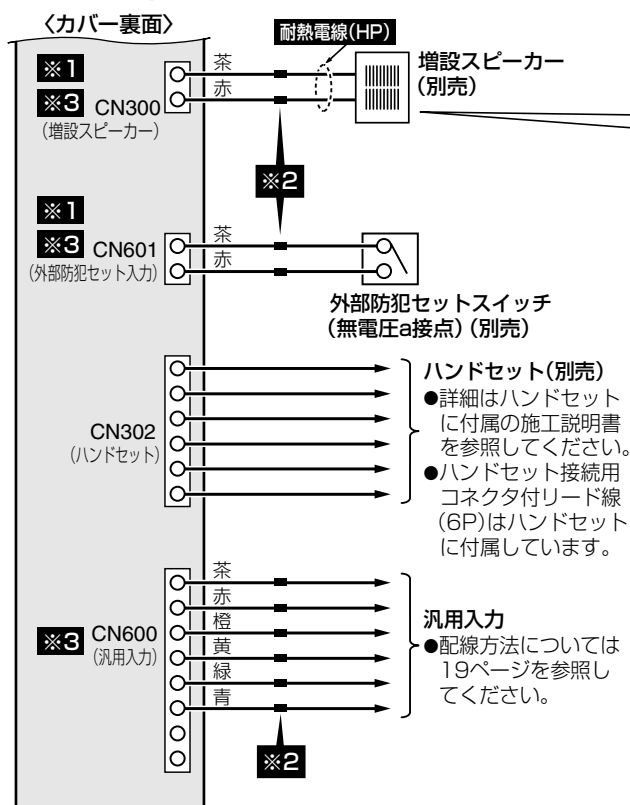 〈カバー裏面〉
耐熱電線(HP)
※1
※3 CN300
(増設スピーカー)
茶
赤
増設スピーカー
(別売)
※2
※1
※3 CN601
(外部防犯セット入力)
茶
赤
外部防犯セットスイッチ
(無電圧a接点) (別売)
CN302
(ハンドセット)
ハンドセット(別売)
●詳細はハンドセット
に付属の施工説明書
を参照してください。
●ハンドセット接続用
コネクタ付リード線
(6P)はハンドセット
に付属しています。
※3 CN600
(汎用入力)
茶
赤
橙
黄
緑
青
汎用入力
●配線方法については
19ページを参照し
てください。
※2